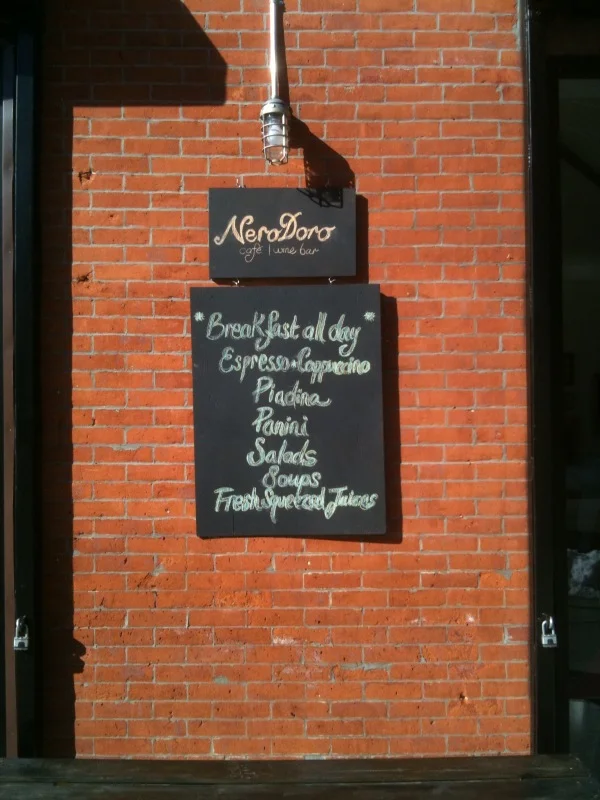 NeroDoro
café | wine bar
* Breakfast all day *
Espresso • Cappuccino
Piadina
Panini
Salads
Soups
Fresh Squeezed Juices